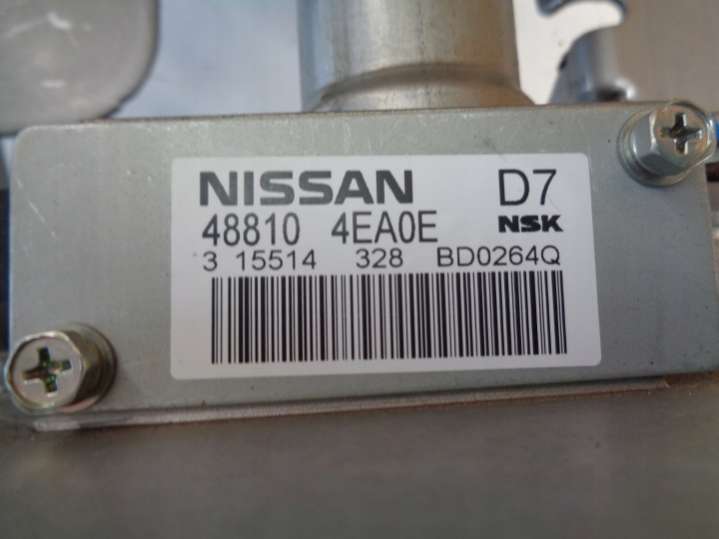 NISSAN D7
48810 4EA0E NSK
3 15514 328 BD0264Q